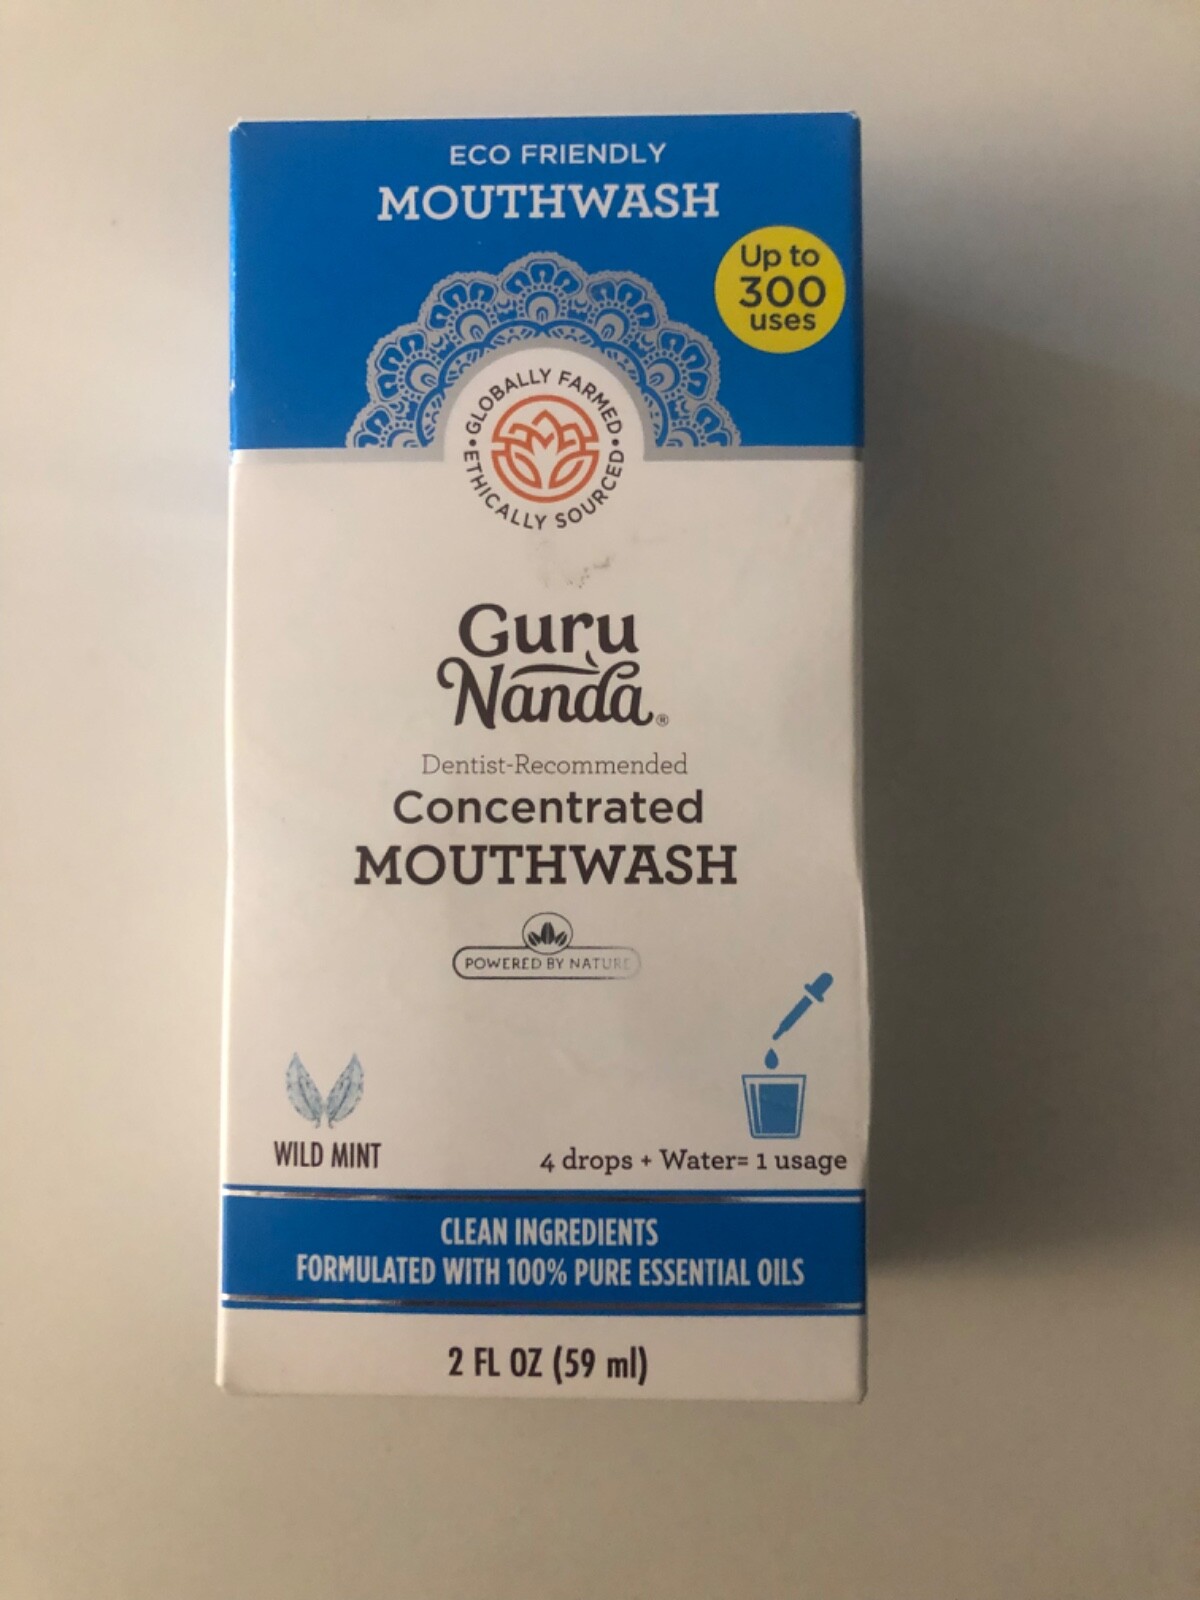 ECO FRIENDLY
MOUTHWASH
Up to
300
uses
GLOBALLY FARMED
• ETHICALLY SOURCED •
Guru
Nanda®
Dentist-Recommended
Concentrated
MOUTHWASH
POWERED BY NATURE
WILD MINT
4 drops + Water= 1 usage
CLEAN INGREDIENTS
FORMULATED WITH 100% PURE ESSENTIAL OILS
2 FL OZ (59 ml)